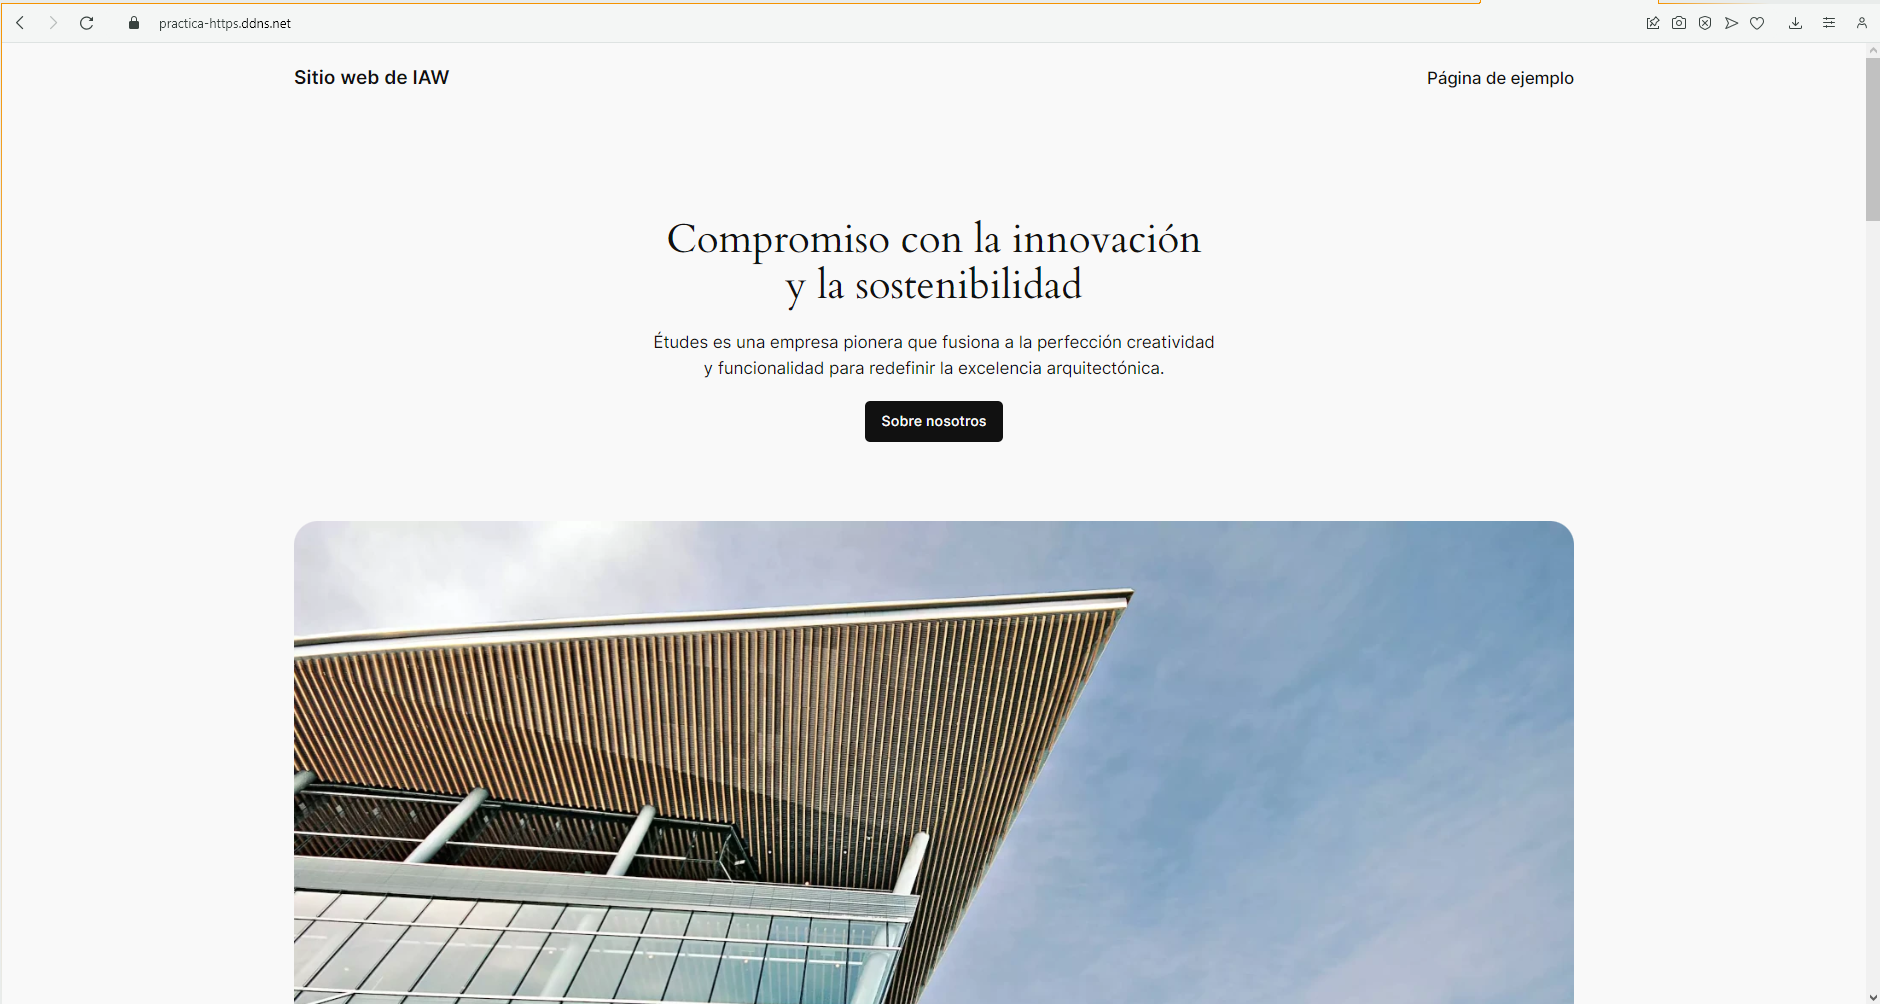 practica-https.ddns.net
Sitio web de IAW
Página de ejemplo
Compromiso con la innovación
y la sostenibilidad
Études es una empresa pionera que fusiona a la perfección creatividad
y funcionalidad para redefinir la excelencia arquitectónica.
Sobre nosotros